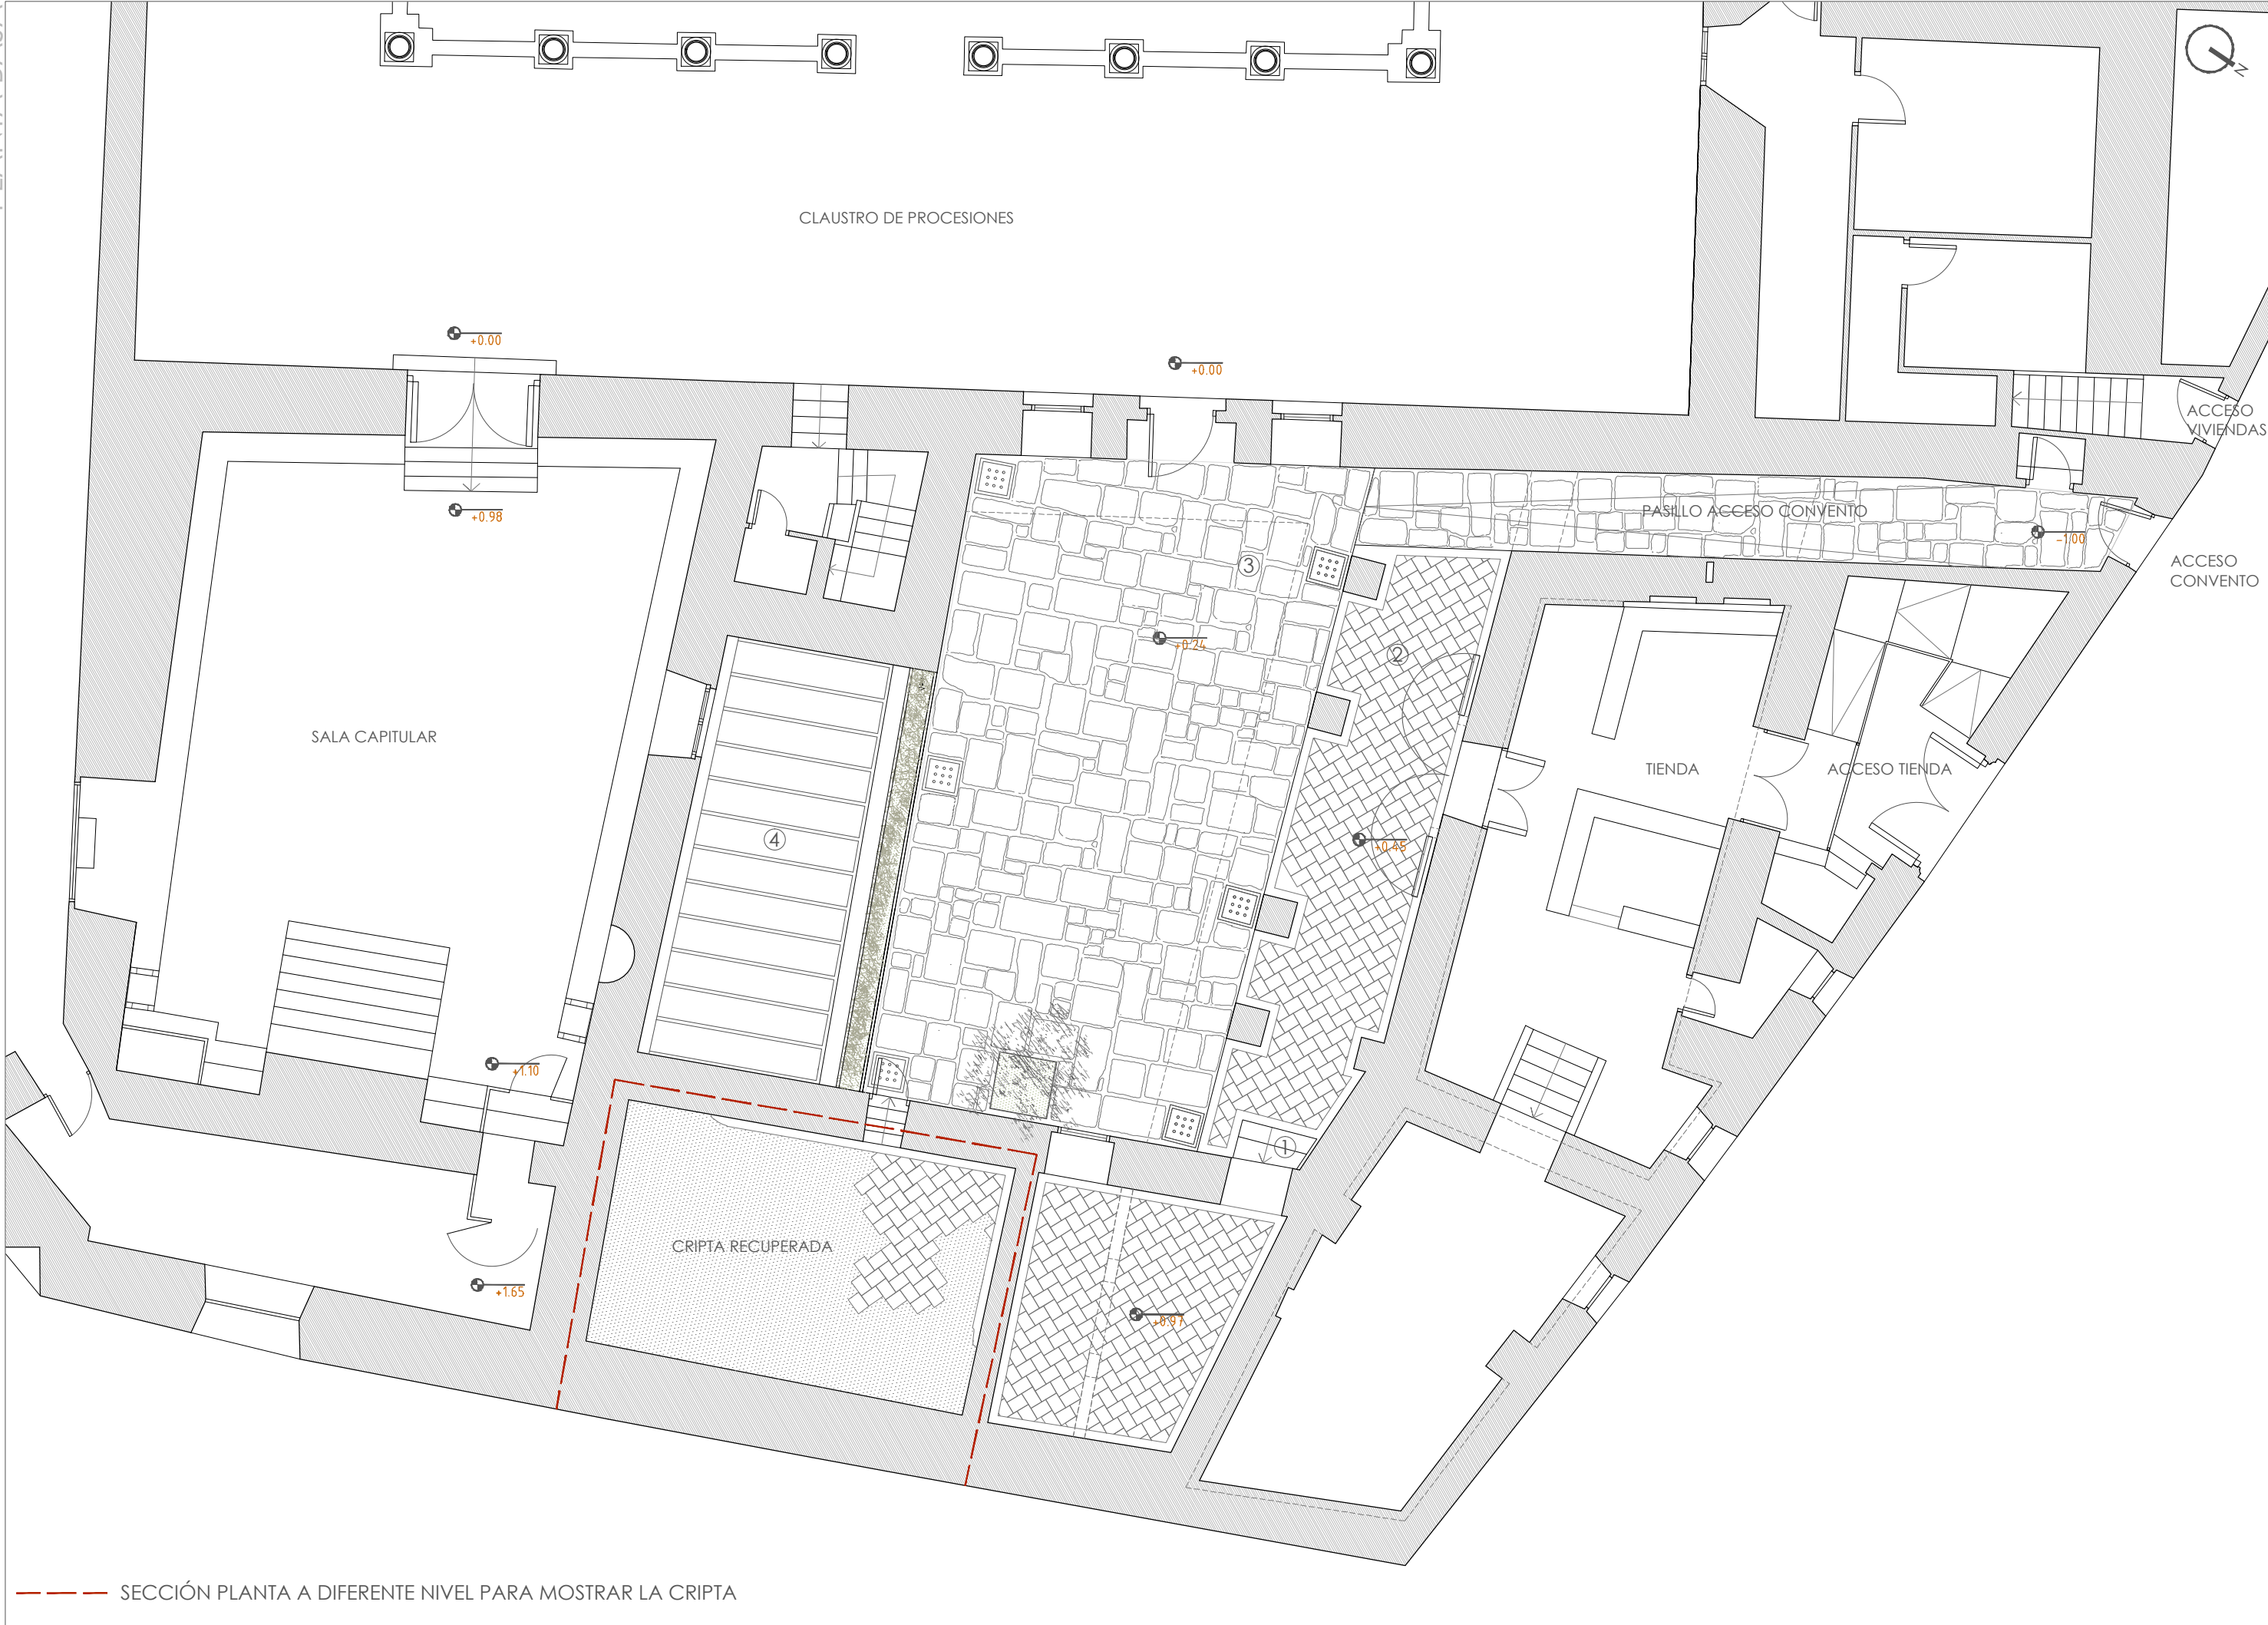 N
CLAUSTRO DE PROCESIONES
+0.00
+0.00
ACCESO
VIVIENDAS
+0.98
PASILLO ACCESO CONVENTO
-1.00
ACCESO
CONVENTO
3
+0.24
2
SALA CAPITULAR
TIENDA
ACCESO TIENDA
4
+0.45
+1.10
1
CRIPTA RECUPERADA
+1.65
+0.97
SECCIÓN PLANTA A DIFERENTE NIVEL PARA MOSTRAR LA CRIPTA